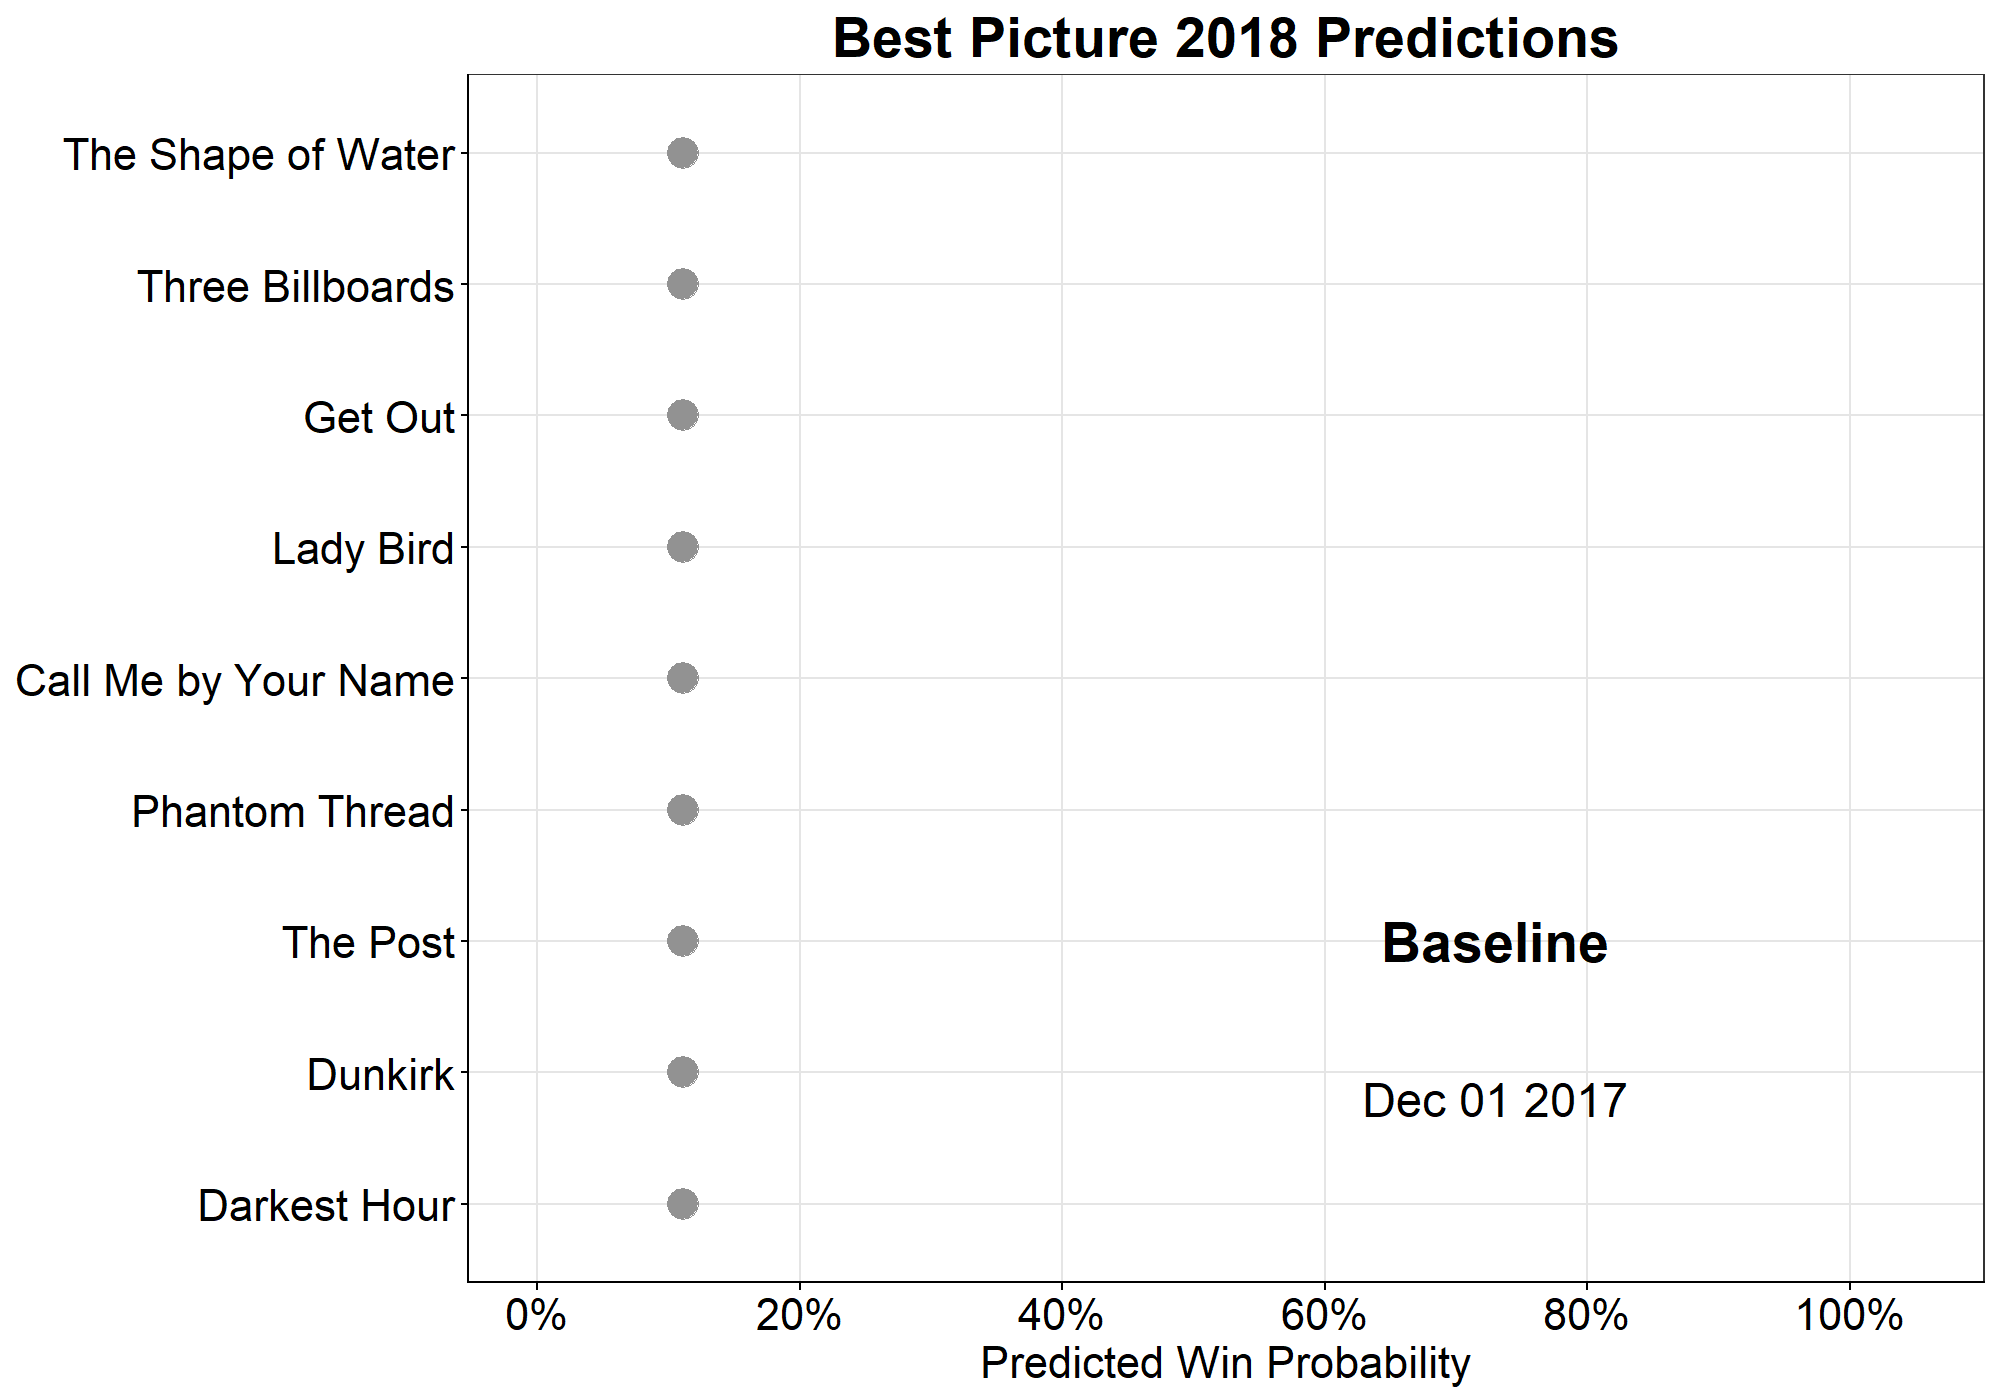 Best Picture 2018 Predictions
The Shape of Water
Three Billboards
Get Out
Lady Bird
Call Me by Your Name
Phantom Thread
The Post
Baseline
Dunkirk
Dec 01 2017
Darkest Hour
0% 20% 40% 60% 80% 100%
Predicted Win Probability